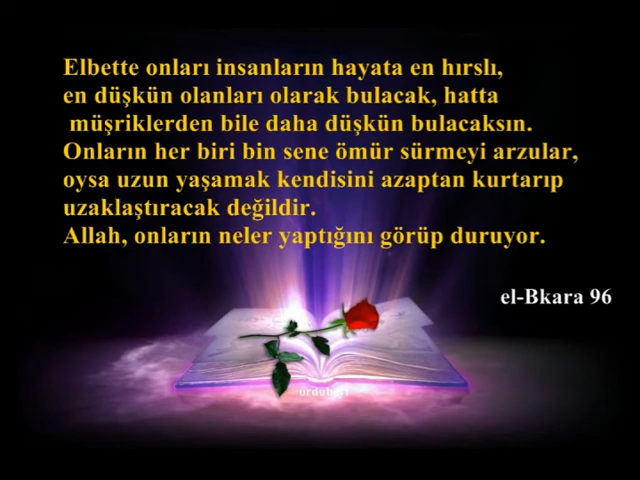 Elbette onları insanların hayata en hırslı,
en düşkün olanları olarak bulacak, hatta
müşriklerden bile daha düşkün bulacaksın.
Onların her biri bin sene ömür sürmeyi arzular,
oysa uzun yaşamak kendisini azaptan kurtarıp
uzaklaştıracak değildir.
Allah, onların neler yaptığını görüp duruyor.
el-Bkara 96